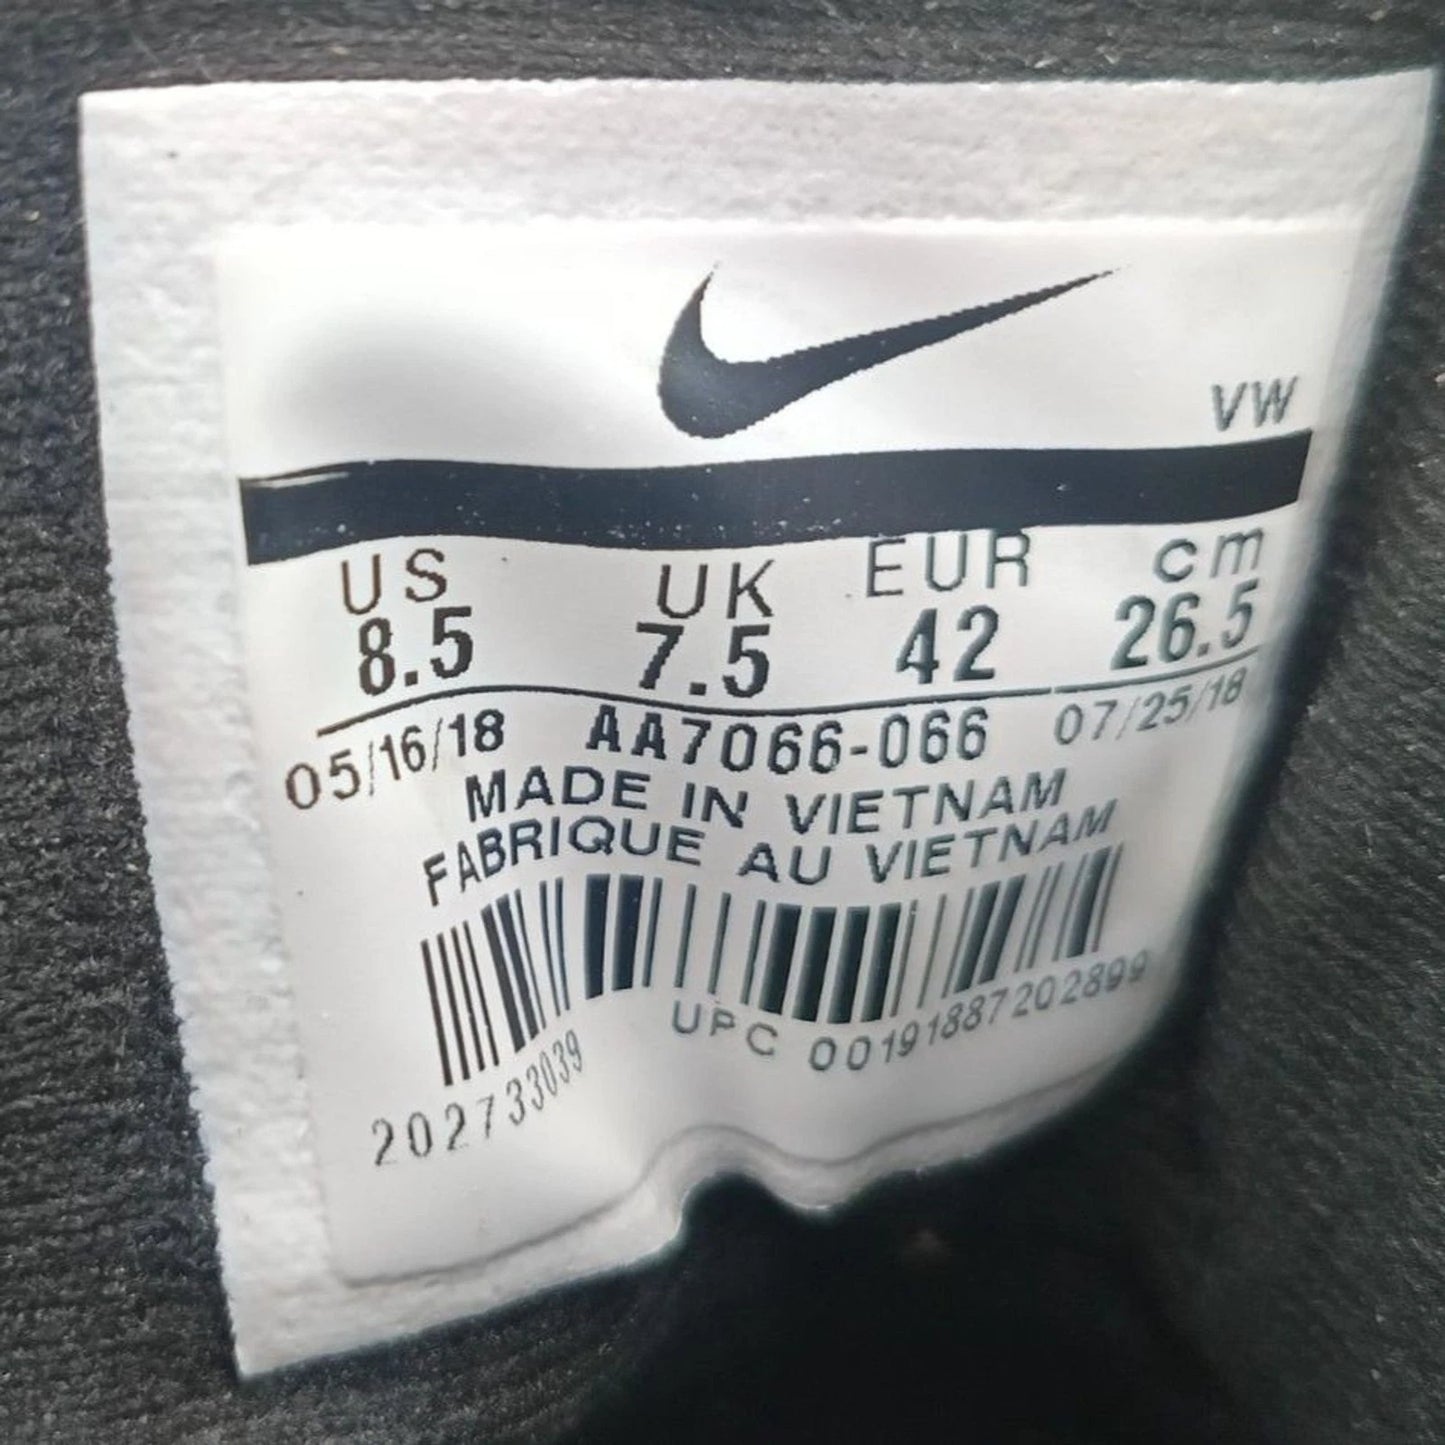 VW
US UK EUR cm
8.5 7.5 42 26.5
05/16/18 AA7066-066 07/25/18
MADE IN VIETNAM
FABRIQUE AU VIETNAM
UPC 00191887202899
202733039